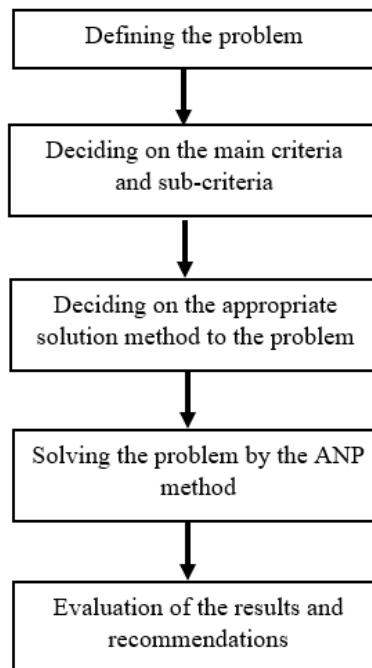 Defining the problem
Deciding on the main criteria
and sub-criteria
Deciding on the appropriate
solution method to the problem
Solving the problem by the ANP
method
Evaluation of the results and
recommendations